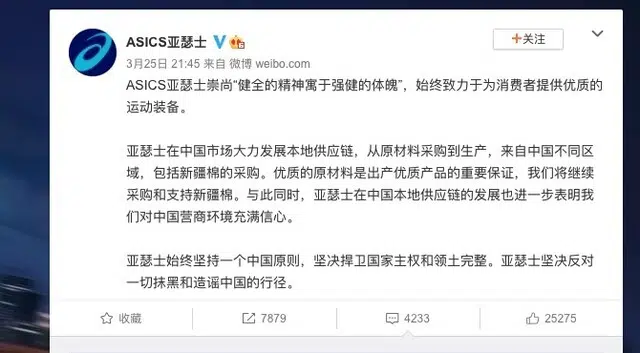 ASICS亚瑟士
关注
3月25日 21:45 来自 微博 weibo.com
ASICS亚瑟士崇尚“健全的精神寓于强健的体魄”，始终致力于为消费者提供优质的
运动装备。
亚瑟士在中国市场大力发展本地供应链，从原材料采购到生产，来自中国不同区
域，包括新疆棉的采购。优质的原材料是出产优质产品的重要保证，我们将继续
采购和支持新疆棉。与此同时，亚瑟士在中国本地供应链的发展也进一步表明我
们对中国营商环境充满信心。
亚瑟士始终坚持一个中国原则，坚决捍卫国家主权和领土完整。亚瑟士坚决反对
一切抹黑和造谣中国的行径。
收藏 7879 4233 25275